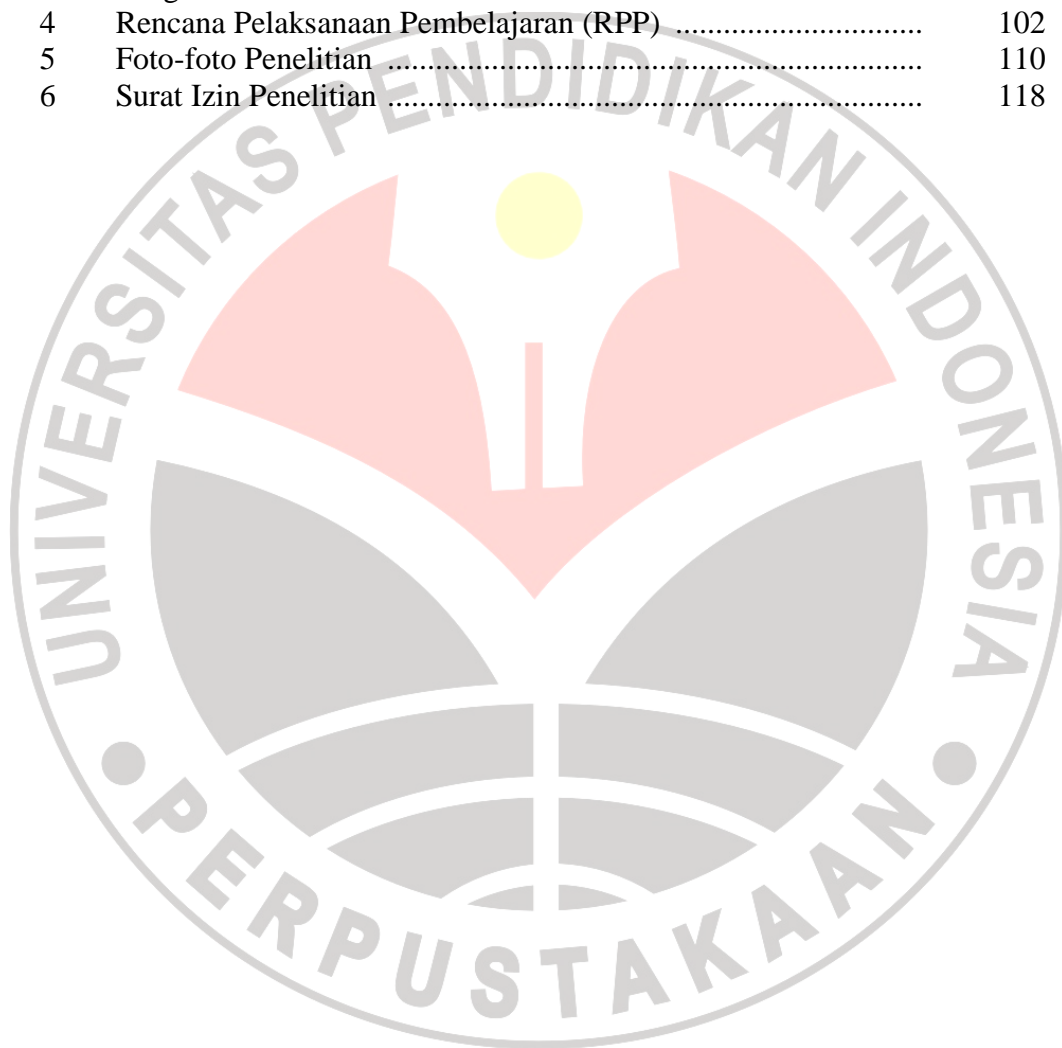 4 Rencana Pelaksanaan Pembelajaran (RPP) ............................... 102
5 Foto-foto Penelitian .................................................................... 110
6 Surat Izin Penelitian .................................................................... 118
UNIVERSITAS PENDIDIKAN INDONESIA
PERPUSTAKAAN